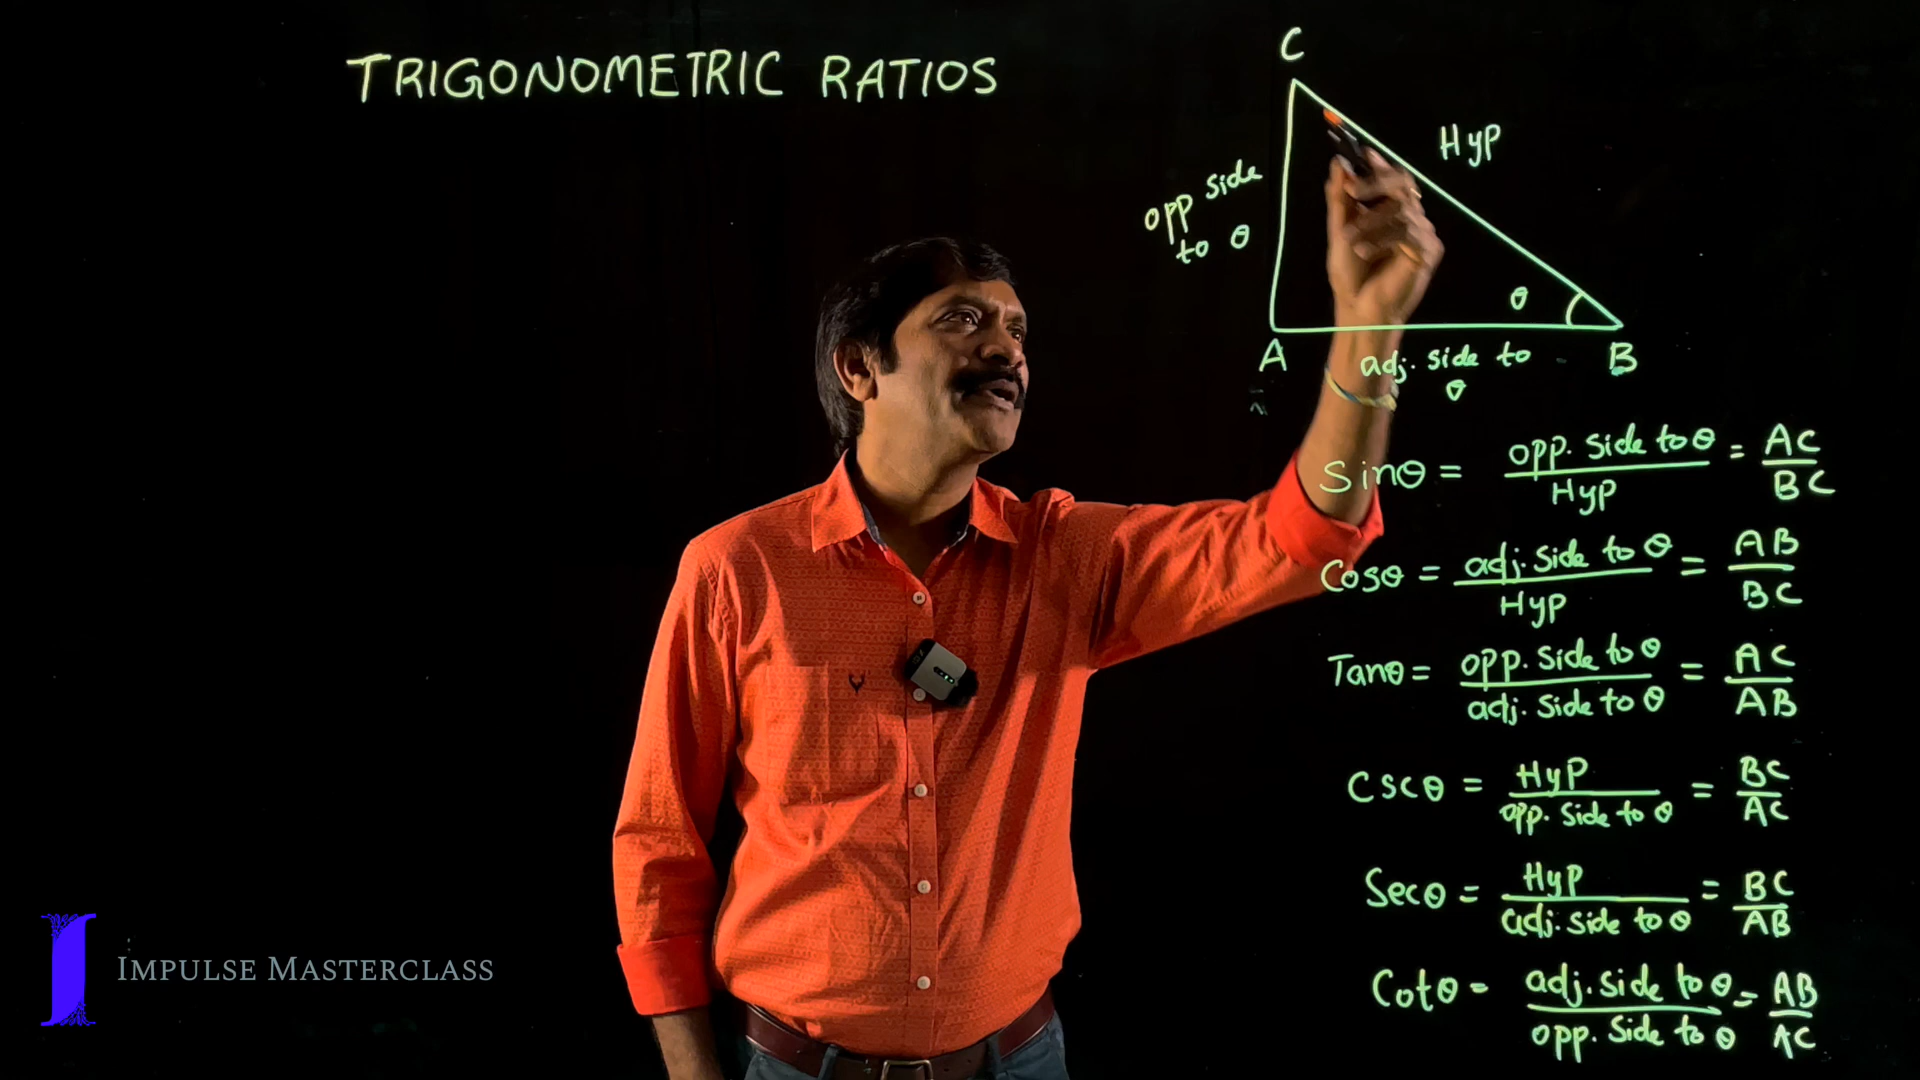 TRIGONOMETRIC RATIOS
C
Hyp
opp side
to θ
θ
A
B
adj. side to
θ
Sinθ = opp. Side to θ / Hyp = AC / BC
Cosθ = adj. Side to θ / Hyp = AB / BC
Tanθ = opp. Side to θ / adj. Side to θ = AC / AB
Cscθ = Hyp / opp. Side to θ = BC / AC
Secθ = Hyp / adj. Side to θ = BC / AB
Cotθ = adj. Side to θ / opp. Side to θ = AB / AC
IMPULSE MASTERCLASS